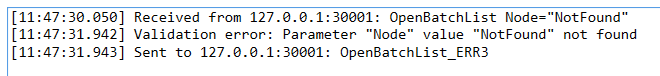 [11:47:30.050] Received from 127.0.0.1:30001: OpenBatchList Node="NotFound"
[11:47:31.942] Validation error: Parameter "Node" value "NotFound" not found
[11:47:31.943] Sent to 127.0.0.1:30001: OpenBatchList_ERR3